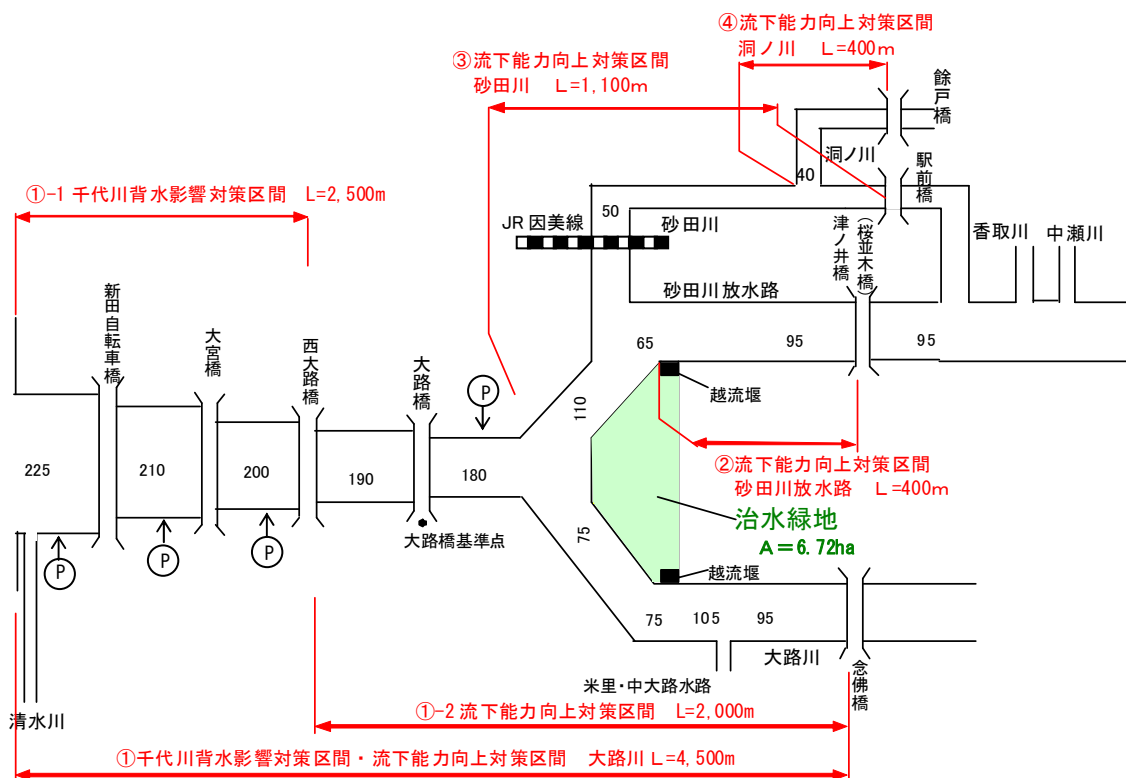 ④流下能力向上対策区間
洞ノ川 L=400m
③流下能力向上対策区間
砂田川 L=1,100m
餘戸橋
洞ノ川
駅前橋
40
①-1 千代川背水影響対策区間 L=2,500m
50
JR 因美線
砂田川
(桜並木橋)
津ノ井橋
香取川
中瀬川
砂田川放水路
新田自転車橋
大宮橋
西大路橋
大路橋
65
95
95
P
越流堰
110
②流下能力向上対策区間
砂田川放水路 L=400m
225
210
200
190
180
治水緑地
A=6.72ha
大路橋基準点
75
P
P
P
越流堰
75
105
95
大路川
念佛橋
米里・中大路水路
清水川
①-2 流下能力向上対策区間 L=2,000m
①千代川背水影響対策区間・流下能力向上対策区間 大路川 L=4,500m